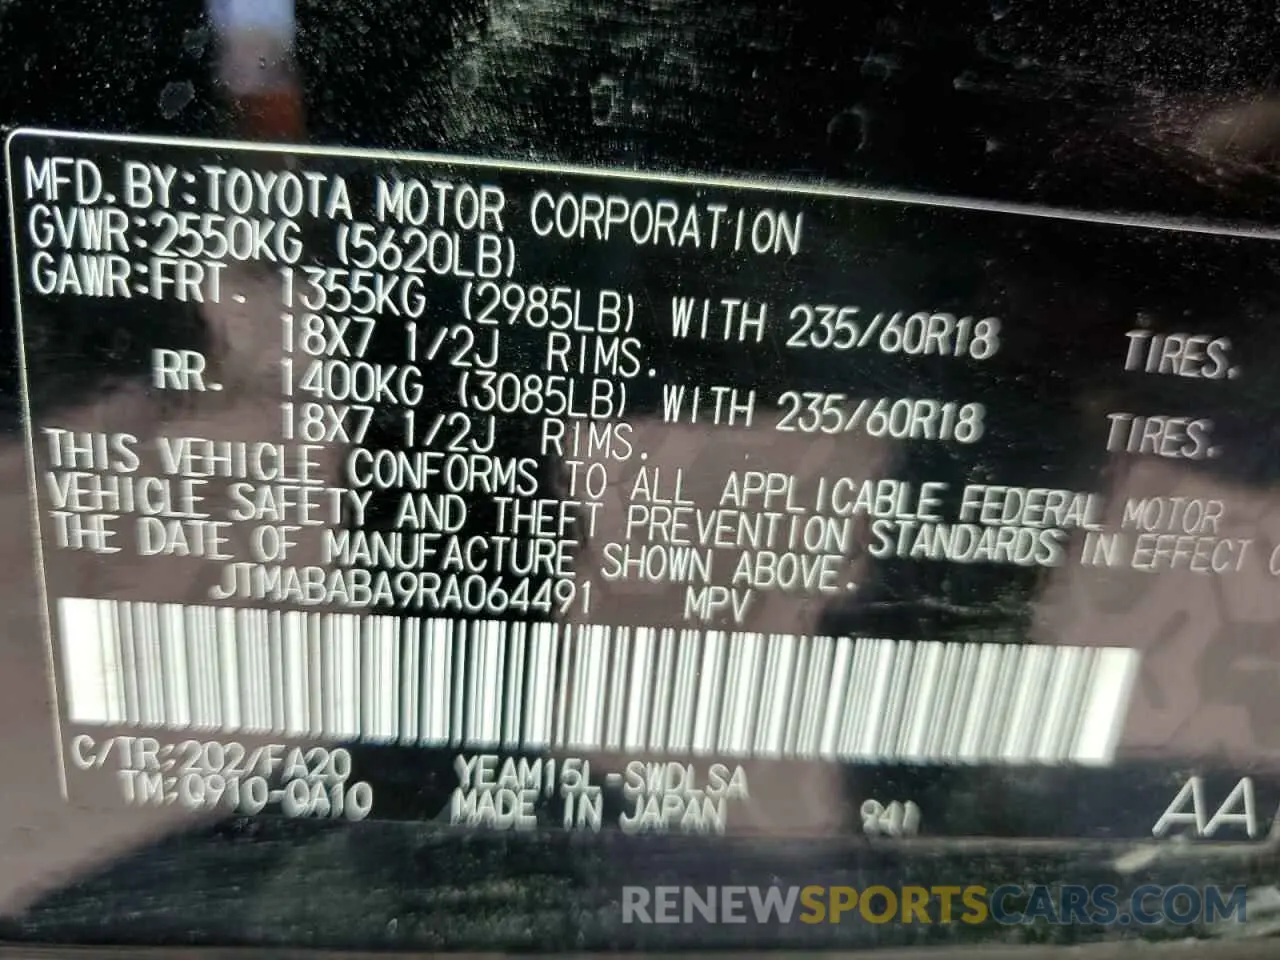 MFD. BY:TOYOTA MOTOR CORPORATION
GVWR:2550KG (5620LB)
GAWR:FRT. 1355KG (2985LB) WITH 235/60R18 TIRES.
18X7 1/2J RIMS.
RR. 1400KG (3085LB) WITH 235/60R18 TIRES.
18X7 1/2J RIMS.
THIS VEHICLE CONFORMS TO ALL APPLICABLE FEDERAL MOTOR
VEHICLE SAFETY AND THEFT PREVENTION STANDARDS IN EFFECT
THE DATE OF MANUFACTURE SHOWN ABOVE.
JTMABABA9RA064491 MPV
C/TR:202/FA20 YEAM15L-SWDLSA
TM:Q910-QA10 MADE IN JAPAN 941 AA
RENEWSPORTSCARS.COM